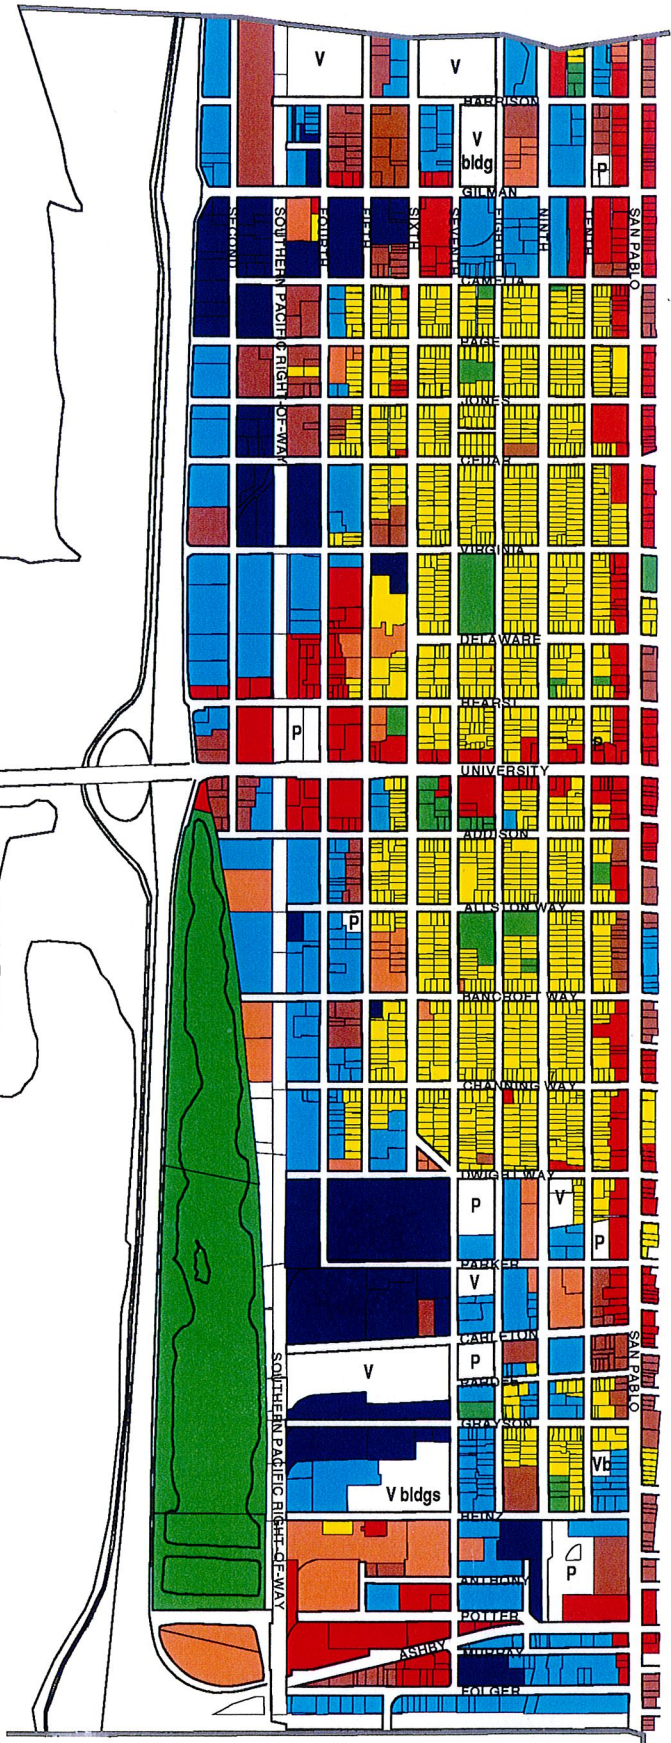 V
V
HARRISON
V
bldg
P
GILMAN
SECOND
SOUTHERN PACIFIC RIGHT-OF-WAY
FOURTH
FIFTH
SIXTH
SEVENTH
EIGHTH
NINTH
TENTH
SAN PABLO
CAMELIA
PAGE
JONES
CEDAR
VIRGINIA
DELAWARE
HEARST
P
P
UNIVERSITY
ADDISON
ALLSTON WAY
P
BANCROFT WAY
CHANNING WAY
DWIGHT WAY
P
V
P
PARKER
V
CARLETON
SAN PABLO
SOUTHERN PACIFIC RIGHT-OF-WAY
V
P
PARDEE
GRAYSON
Vb
V bldgs
HEINZ
P
ANTHONY
POTTER
ASHBY
MURRAY
FOLGER